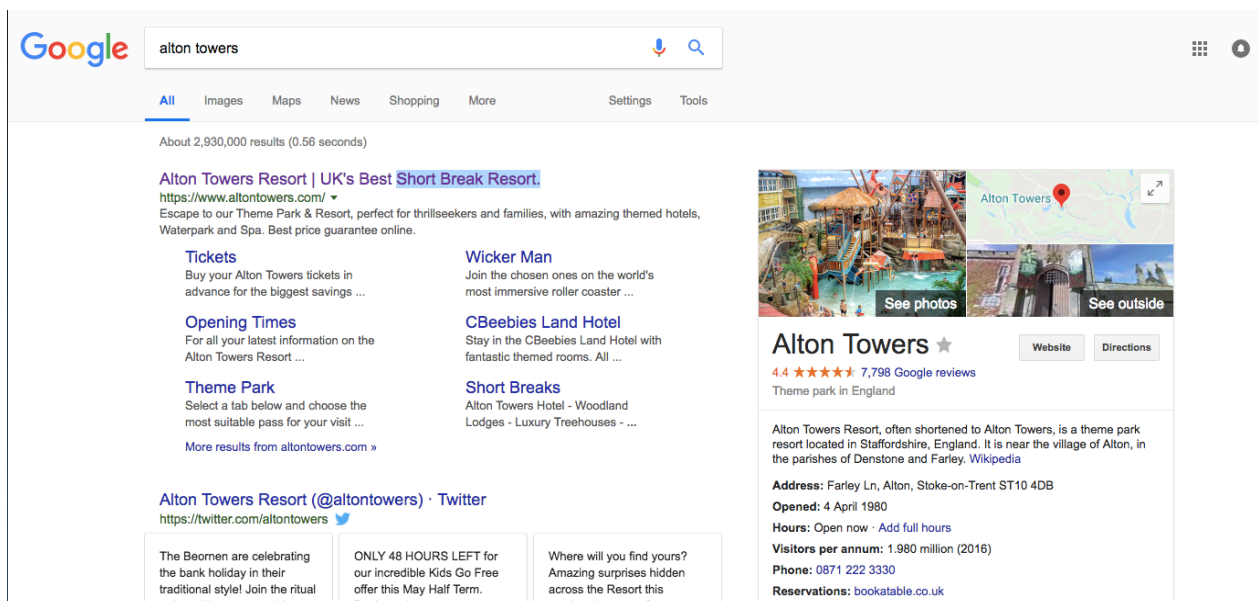 Google
alton towers
All Images Maps News Shopping More Settings Tools
About 2,930,000 results (0.56 seconds)
Alton Towers Resort | UK's Best Short Break Resort.
https://www.altontowers.com/
Escape to our Theme Park & Resort, perfect for thrillseekers and families, with amazing themed hotels,
Waterpark and Spa. Best price guarantee online.
Tickets
Buy your Alton Towers tickets in
advance for the biggest savings ...
Wicker Man
Join the chosen ones on the world's
most immersive roller coaster ...
Opening Times
For all your latest information on the
Alton Towers Resort ...
CBeebies Land Hotel
Stay in the CBeebies Land Hotel with
fantastic themed rooms. All ...
Theme Park
Select a tab below and choose the
most suitable pass for your visit ...
Short Breaks
Alton Towers Hotel - Woodland
Lodges - Luxury Treehouses - ...
More results from altontowers.com »
Alton Towers Resort (@altontowers) · Twitter
https://twitter.com/altontowers
The Beornen are celebrating
the bank holiday in their
traditional style! Join the ritual
ONLY 48 HOURS LEFT for
our incredible Kids Go Free
offer this May Half Term.
Where will you find yours?
Amazing surprises hidden
across the Resort this
Alton Towers
See photos
See outside
Alton Towers
Website
Directions
4.4 7,798 Google reviews
Theme park in England
Alton Towers Resort, often shortened to Alton Towers, is a theme park
resort located in Staffordshire, England. It is near the village of Alton, in
the parishes of Denstone and Farley. Wikipedia
Address: Farley Ln, Alton, Stoke-on-Trent ST10 4DB
Opened: 4 April 1980
Hours: Open now · Add full hours
Visitors per annum: 1.980 million (2016)
Phone: 0871 222 3330
Reservations: bookatable.co.uk